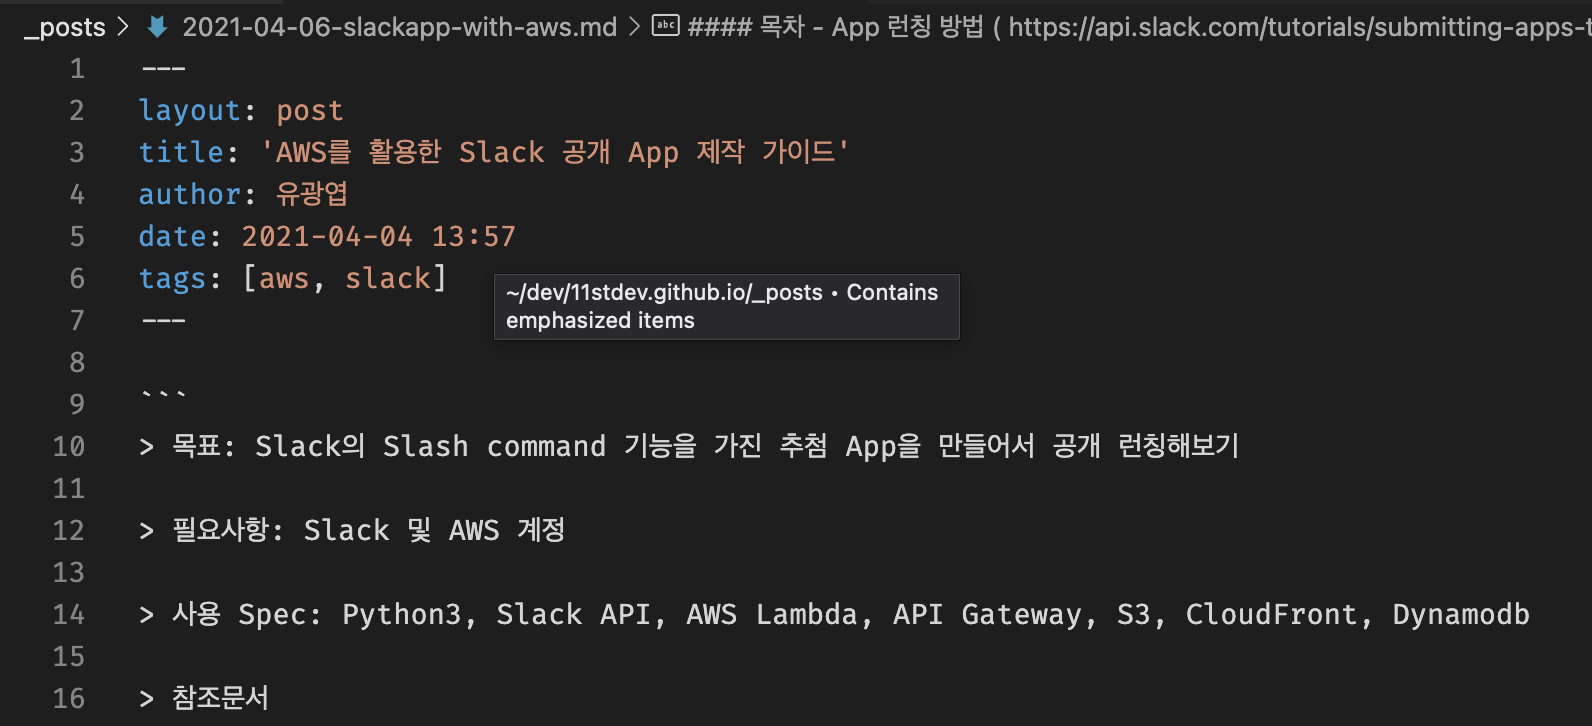 _posts > 2021-04-06-slackapp-with-aws.md > abc #### 목차 - App 런칭 방법 ( https://api.slack.com/tutorials/submitting-apps-t
1 ---
2 layout: post
3 title: 'AWS를 활용한 Slack 공개 App 제작 가이드'
4 author: 유광엽
5 date: 2021-04-04 13:57
6 tags: [aws, slack]
~/dev/11stdev.github.io/_posts • Contains
emphasized items
7 ---
8
9 ```
10 > 목표: Slack의 Slash command 기능을 가진 추첨 App을 만들어서 공개 런칭해보기
11
12 > 필요사항: Slack 및 AWS 계정
13
14 > 사용 Spec: Python3, Slack API, AWS Lambda, API Gateway, S3, CloudFront, Dynamodb
15
16 > 참조문서